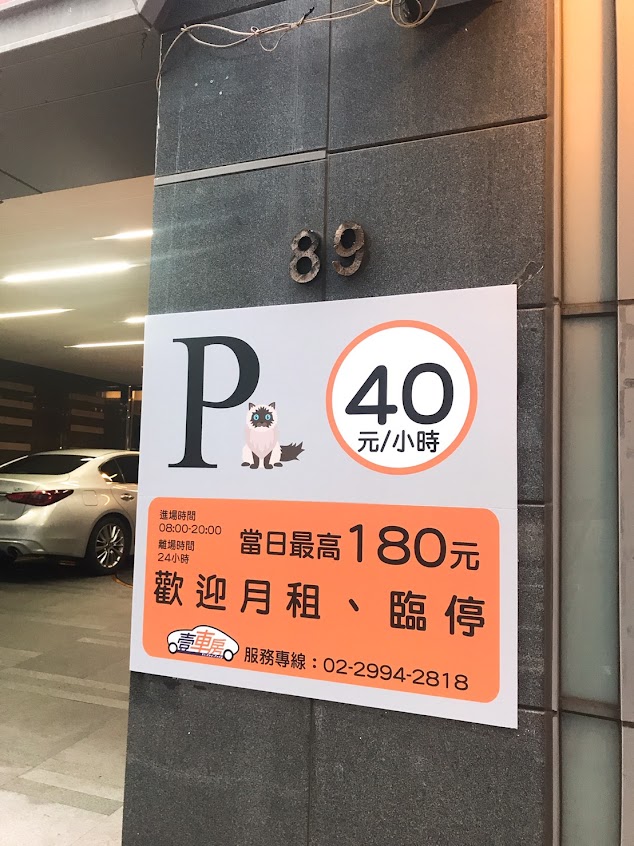 89
P
40
元/小時
進場時間
08:00-20:00
離場時間
24小時
當日最高180元
歡迎月租、臨停
壹車房
服務專線：02-2994-2818